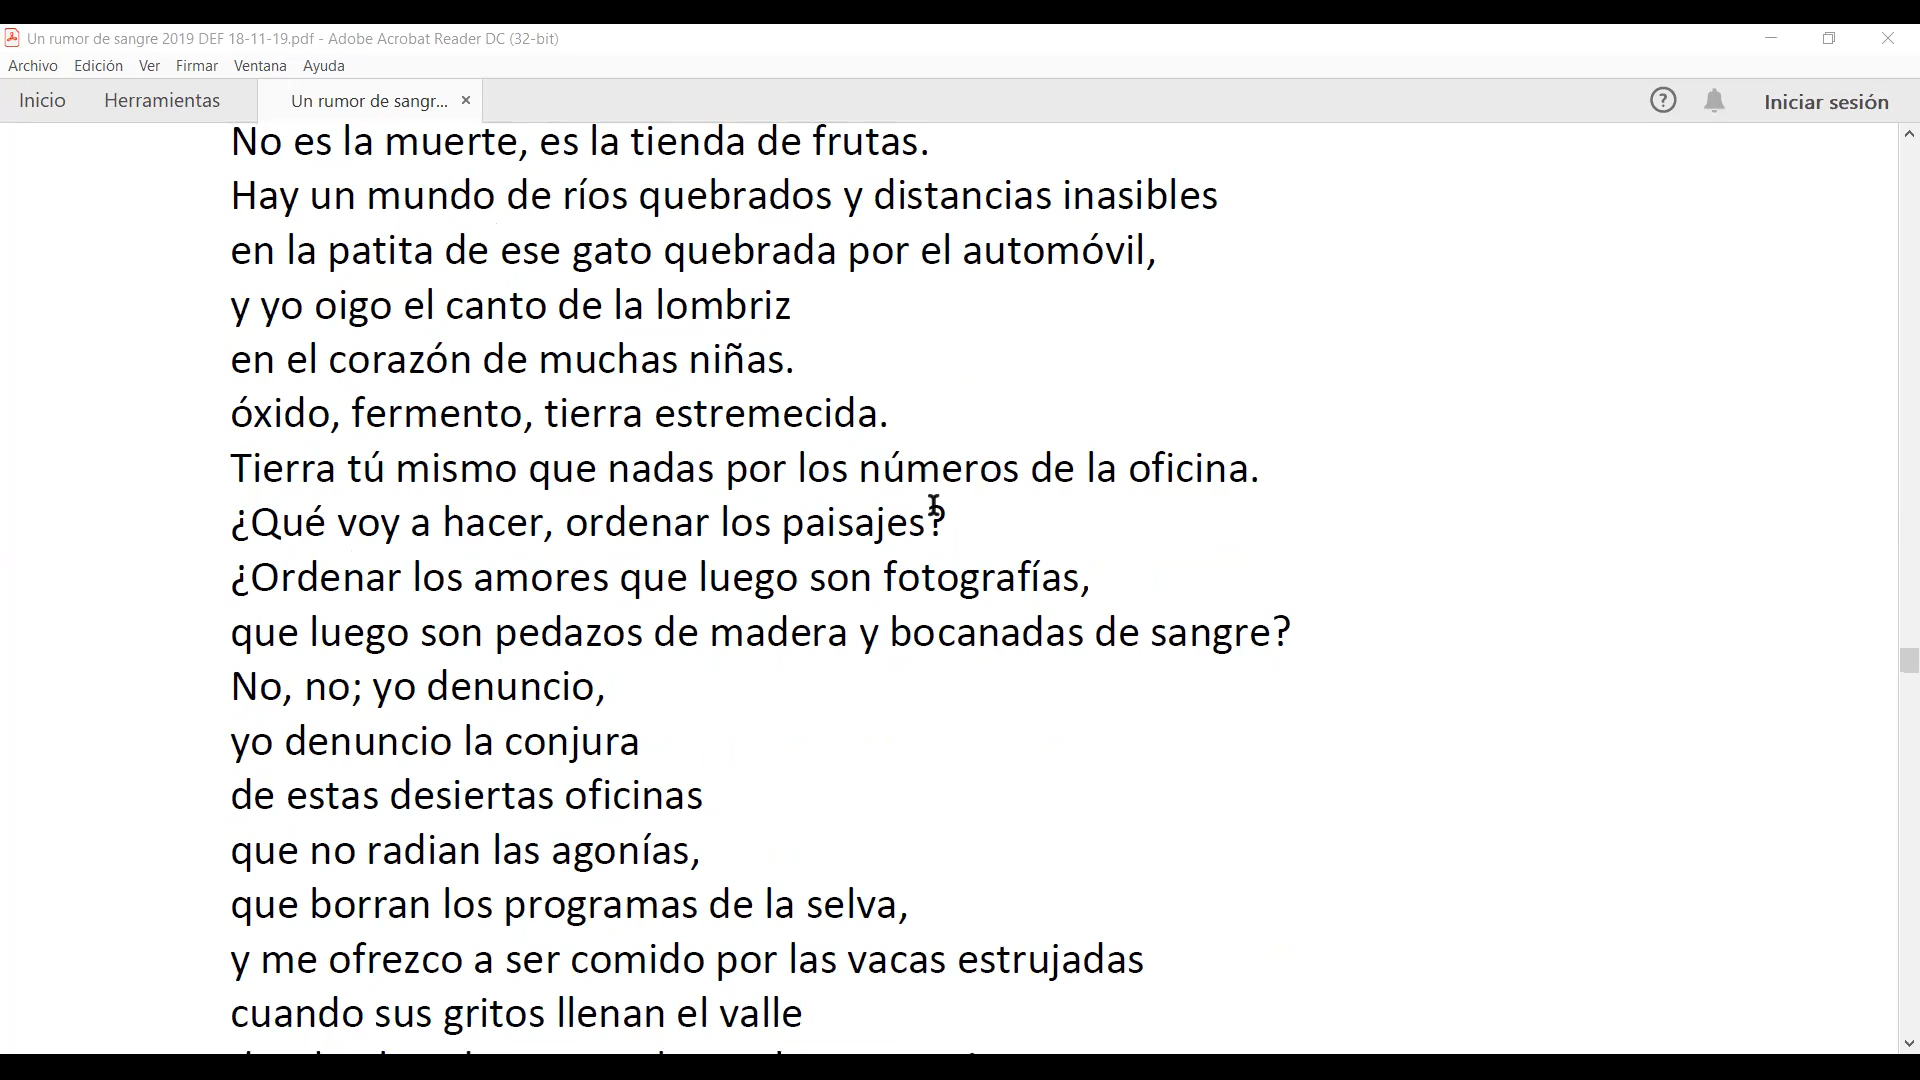 Un rumor de sangre 2019 DEF 18-11-19.pdf - Adobe Acrobat Reader DC (32-bit)
Archivo Edición Ver Firmar Ventana Ayuda
Inicio Herramientas Un rumor de sangr... × Iniciar sesión
No es la muerte, es la tienda de frutas.
Hay un mundo de ríos quebrados y distancias inasibles
en la patita de ese gato quebrada por el automóvil,
y yo oigo el canto de la lombriz
en el corazón de muchas niñas.
óxido, fermento, tierra estremecida.
Tierra tú mismo que nadas por los números de la oficina.
¿Qué voy a hacer, ordenar los paisajes?
¿Ordenar los amores que luego son fotografías,
que luego son pedazos de madera y bocanadas de sangre?
No, no; yo denuncio,
yo denuncio la conjura
de estas desiertas oficinas
que no radian las agonías,
que borran los programas de la selva,
y me ofrezco a ser comido por las vacas estrujadas
cuando sus gritos llenan el valle